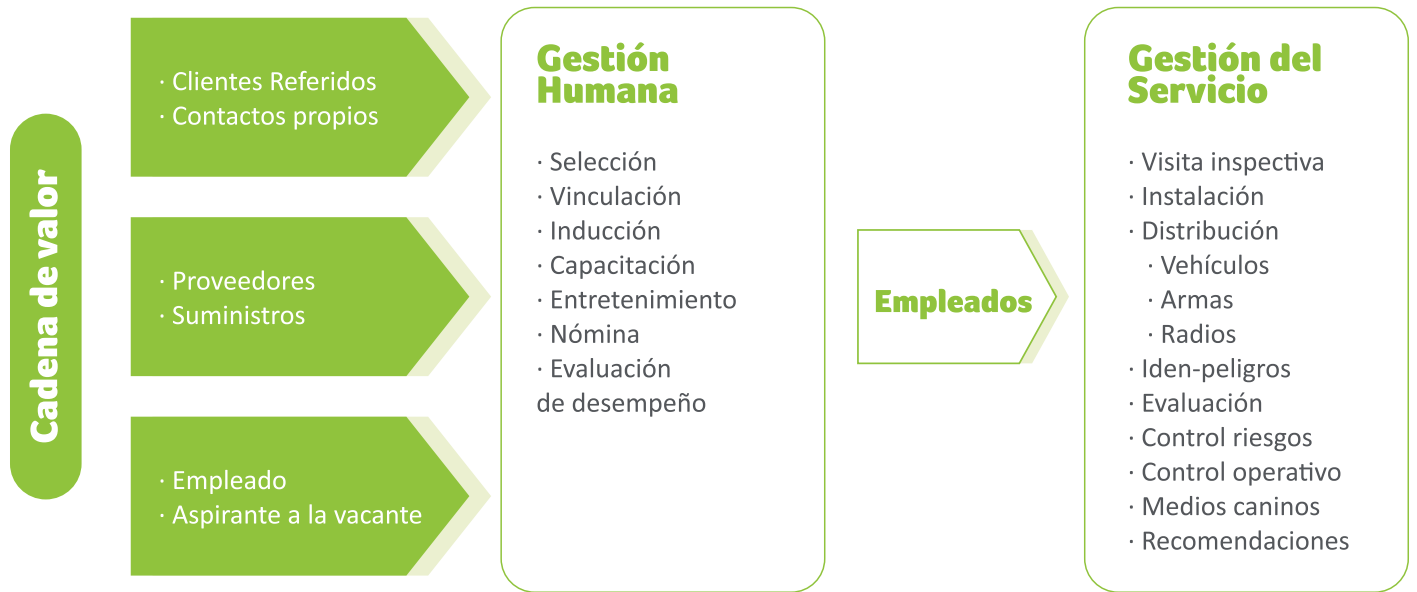 Cadena de valor
· Clientes Referidos
· Contactos propios
· Proveedores
· Suministros
· Empleado
· Aspirante a la vacante
Gestión
Humana
· Selección
· Vinculación
· Inducción
· Capacitación
· Entretenimiento
· Nómina
· Evaluación
de desempeño
Empleados
Gestión del
Servicio
· Visita inspectiva
· Instalación
· Distribución
· Vehículos
· Armas
· Radios
· Iden-peligros
· Evaluación
· Control riesgos
· Control operativo
· Medios caninos
· Recomendaciones